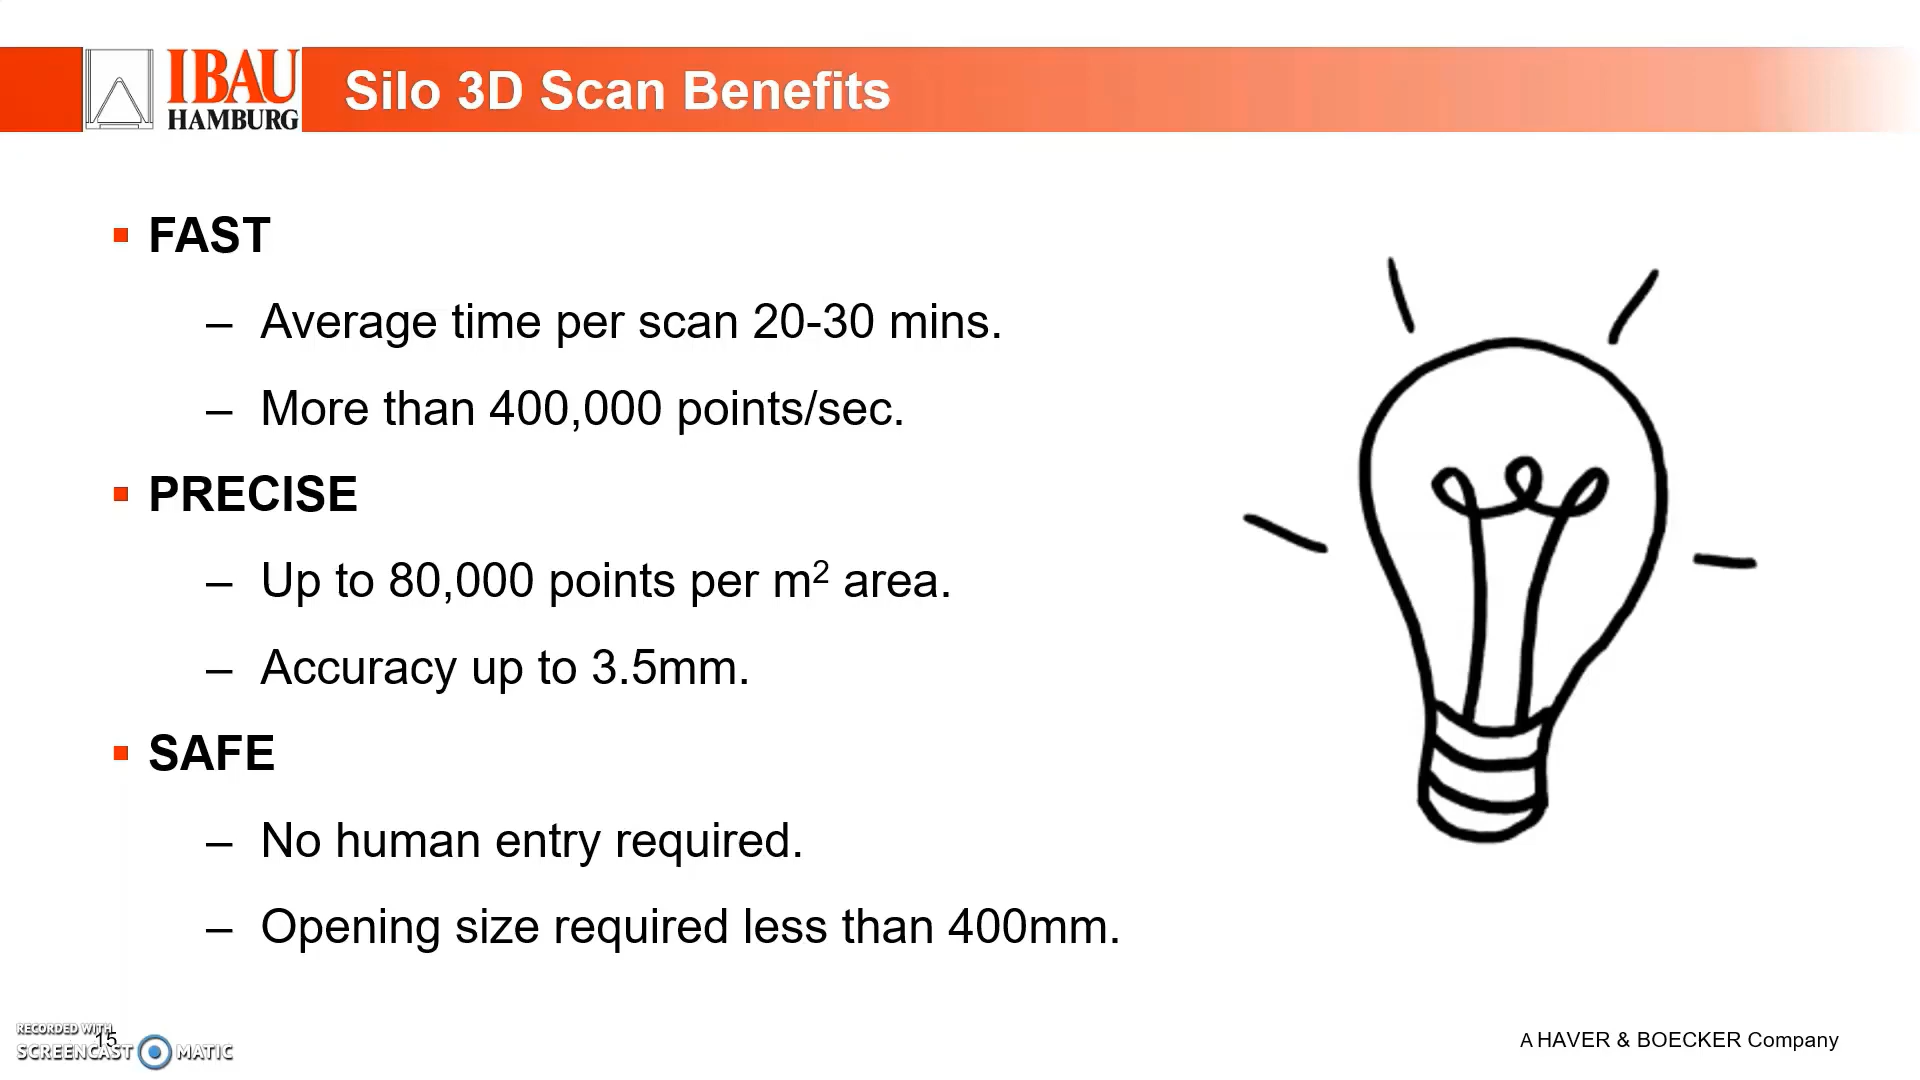 IBAU
HAMBURG
Silo 3D Scan Benefits
▪ FAST
– Average time per scan 20-30 mins.
– More than 400,000 points/sec.
▪ PRECISE
– Up to 80,000 points per m² area.
– Accuracy up to 3.5mm.
▪ SAFE
– No human entry required.
– Opening size required less than 400mm.
RECORDED WITH
SCREENCAST MATIC
15
A HAVER & BOECKER Company